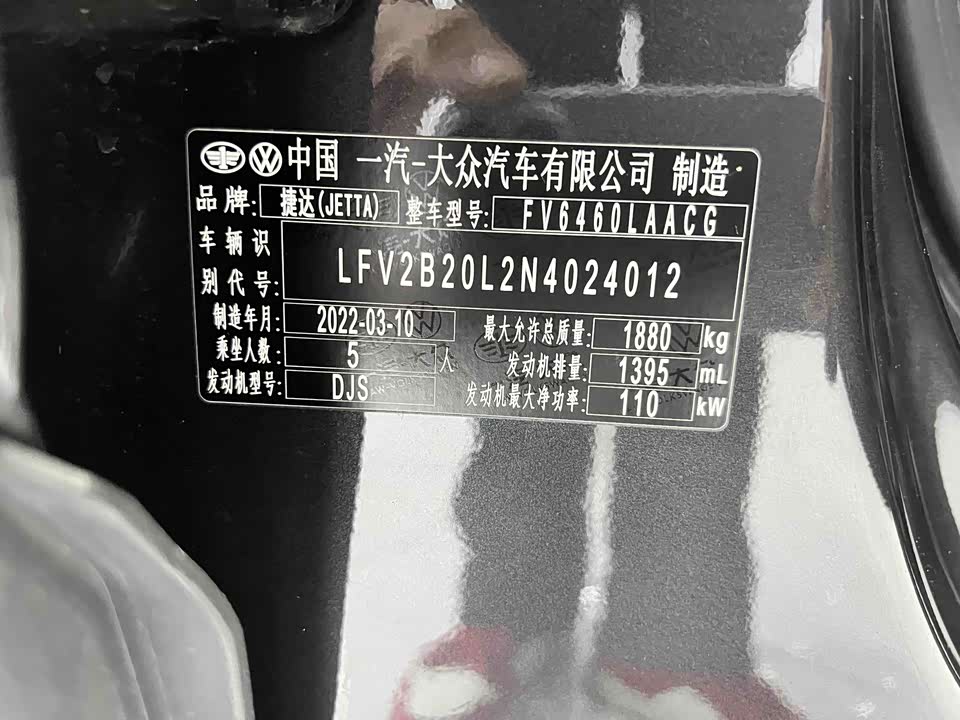 中国 一汽-大众汽车有限公司 制造
品牌: 捷达(JETTA) 整车型号: FV6460LAACG
车辆识别代号: LFV2B20L2N4024012
制造年月: 2022-03-10 最大允许总质量: 1880 kg
乘坐人数: 5 人 发动机排量: 1395 mL
发动机型号: DJS 发动机最大净功率: 110 kW